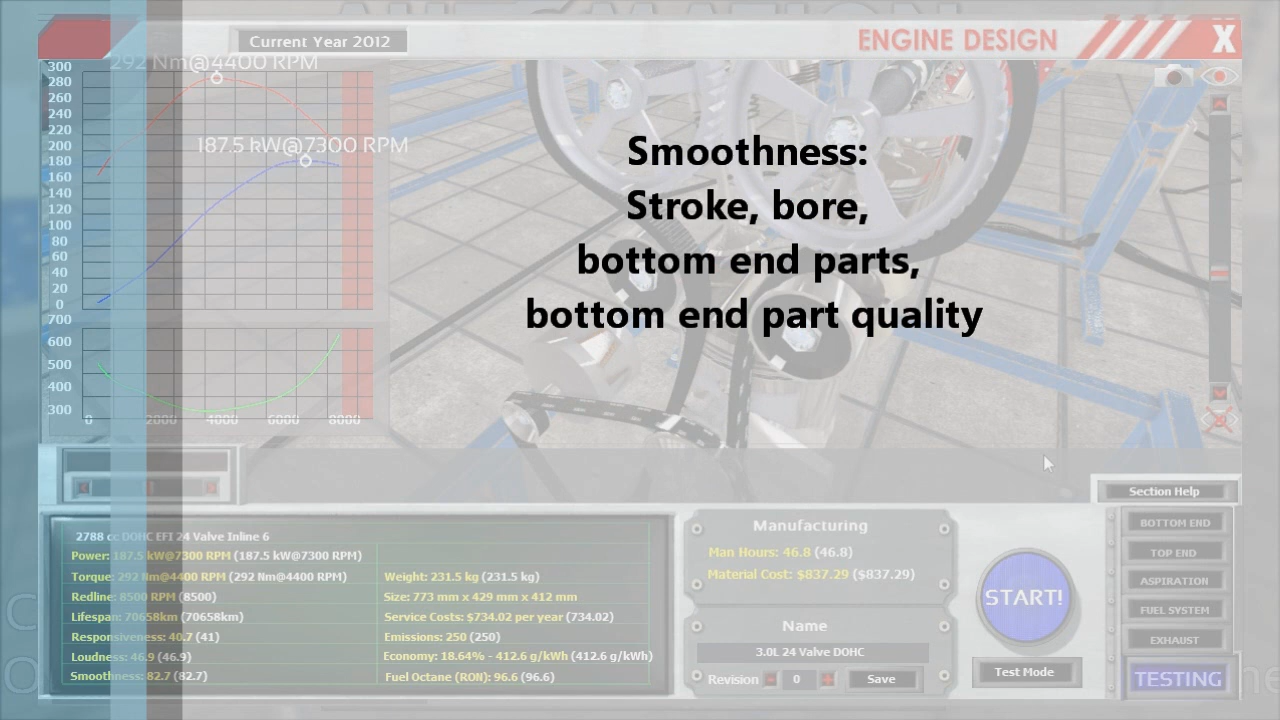 AUTOMATION
Current Year 2012
ENGINE DESIGN
X
292 Nm@4400 RPM
187.5 kW@7300 RPM
300
280
260
240
220
200
180
160
140
120
100
80
60
40
20
0
700
600
500
400
300
0 2000 4000 6000 8000
Smoothness:
Stroke, bore,
bottom end parts,
bottom end part quality
Section Help
2788 cc DOHC EFI 24 Valve Inline 6
Power: 187.5 kW@7300 RPM (187.5 kW@7300 RPM)
Torque: 292 Nm@4400 RPM (292 Nm@4400 RPM)
Redline: 8500 RPM (8500)
Lifespan: 70658km (70658km)
Responsiveness: 40.7 (41)
Loudness: 46.9 (46.9)
Smoothness: 82.7 (82.7)
Weight: 231.5 kg (231.5 kg)
Size: 773 mm x 429 mm x 412 mm
Service Costs: $734.02 per year (734.02)
Emissions: 250 (250)
Economy: 18.64% - 412.6 g/kWh (412.6 g/kWh)
Fuel Octane (RON): 96.6 (96.6)
Manufacturing
Man Hours: 46.8 (46.8)
Material Cost: $837.29 ($837.29)
Name
3.0L 24 Valve DOHC
Revision - 0 + Save
START!
Test Mode
BOTTOM END
TOP END
ASPIRATION
FUEL SYSTEM
EXHAUST
TESTING